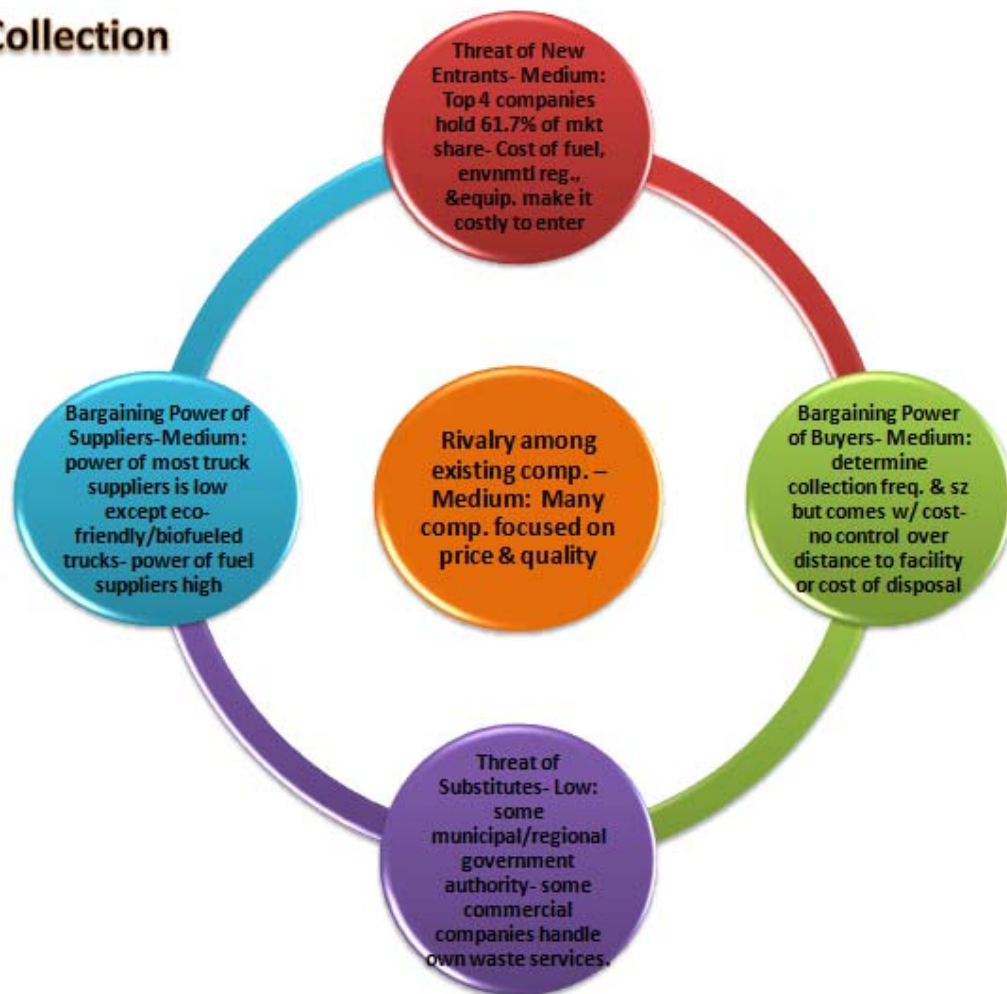 Collection
Threat of New
Entrants- Medium:
Top 4 companies
hold 61.7% of mkt
share- Cost of fuel,
envnmtl reg.,
&equip. make it
costly to enter
Bargaining Power of
Suppliers-Medium:
power of most truck
suppliers is low
except eco-
friendly/biofueled
trucks- power of fuel
suppliers high
Rivalry among
existing comp. –
Medium: Many
comp. focused on
price & quality
Bargaining Power
of Buyers- Medium:
determine
collection freq. & sz
but comes w/ cost-
no control over
distance to facility
or cost of disposal
Threat of
Substitutes- Low:
some
municipal/regional
government
authority- some
commercial
companies handle
own waste services.